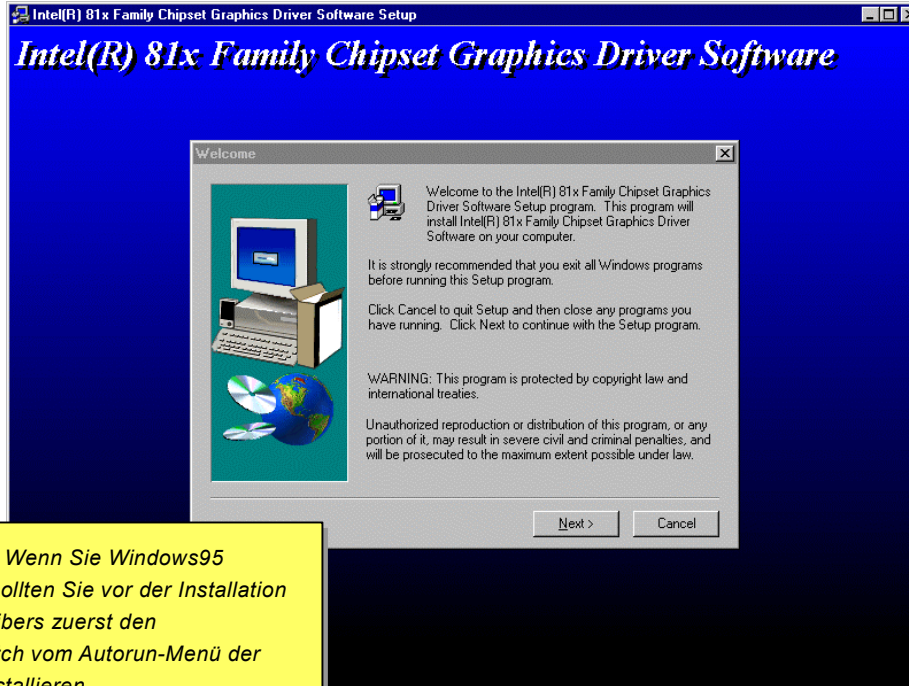 Intel(R) 81x Family Chipset Graphics Driver Software Setup
Intel(R) 81x Family Chipset Graphics Driver Software
Welcome
Welcome to the Intel(R) 81x Family Chipset Graphics
Driver Software Setup program. This program will
install Intel(R) 81x Family Chipset Graphics Driver
Software on your computer.
It is strongly recommended that you exit all Windows programs
before running this Setup program.
Click Cancel to quit Setup and then close any programs you
have running. Click Next to continue with the Setup program.
WARNING: This program is protected by copyright law and
international treaties.
Unauthorized reproduction or distribution of this program, or any
portion of it, may result in severe civil and criminal penalties, and
will be prosecuted to the maximum extent possible under law.
Next >
Cancel
Wenn Sie Windows95
Sie vor der Installation
zuerst den
vom Autorun-Menü der